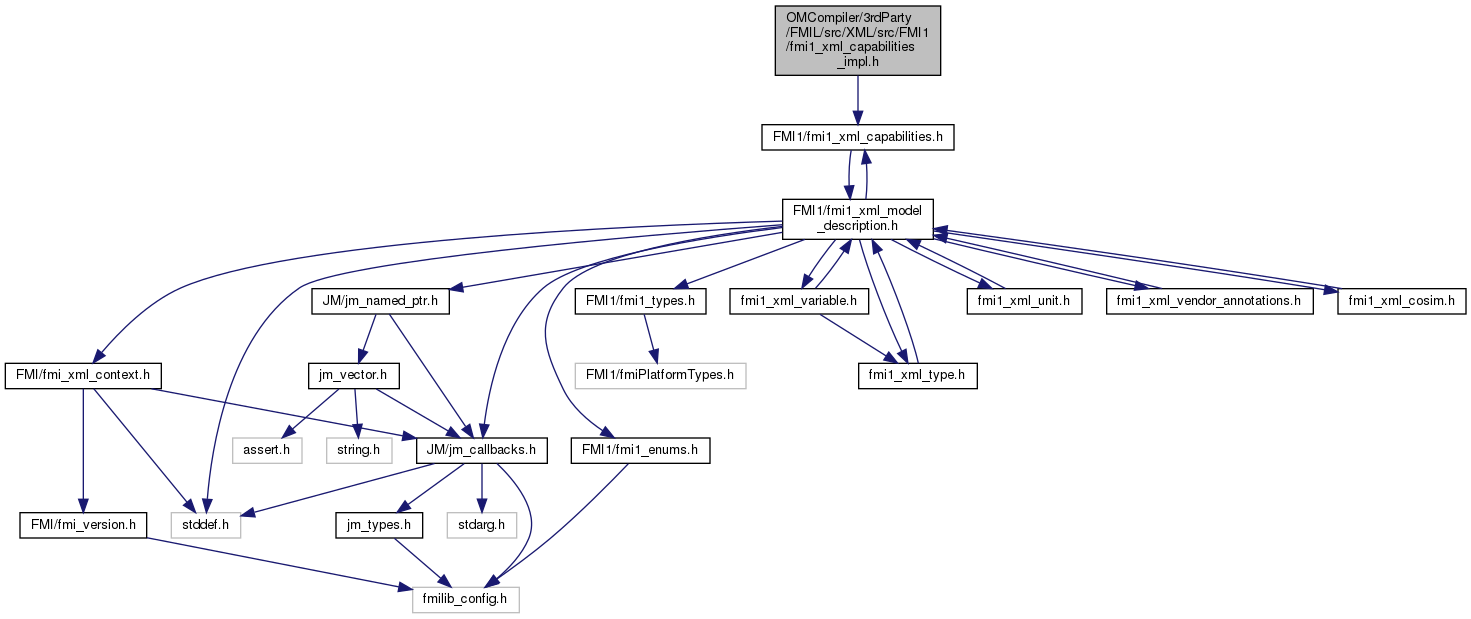 OMCompiler/3rdParty
/FMIL/src/XML/src/FMI1
/fmi1_xml_capabilities
_impl.h
FMI1/fmi1_xml_capabilities.h
FMI1/fmi1_xml_model
_description.h
JM/jm_named_ptr.h
FMI1/fmi1_types.h
fmi1_xml_variable.h
fmi1_xml_unit.h
fmi1_xml_vendor_annotations.h
fmi1_xml_cosim.h
FMI/fmi_xml_context.h
jm_vector.h
FMI1/fmiPlatformTypes.h
fmi1_xml_type.h
assert.h
string.h
JM/jm_callbacks.h
FMI1/fmi1_enums.h
FMI/fmi_version.h
stddef.h
jm_types.h
stdarg.h
fmilib_config.h